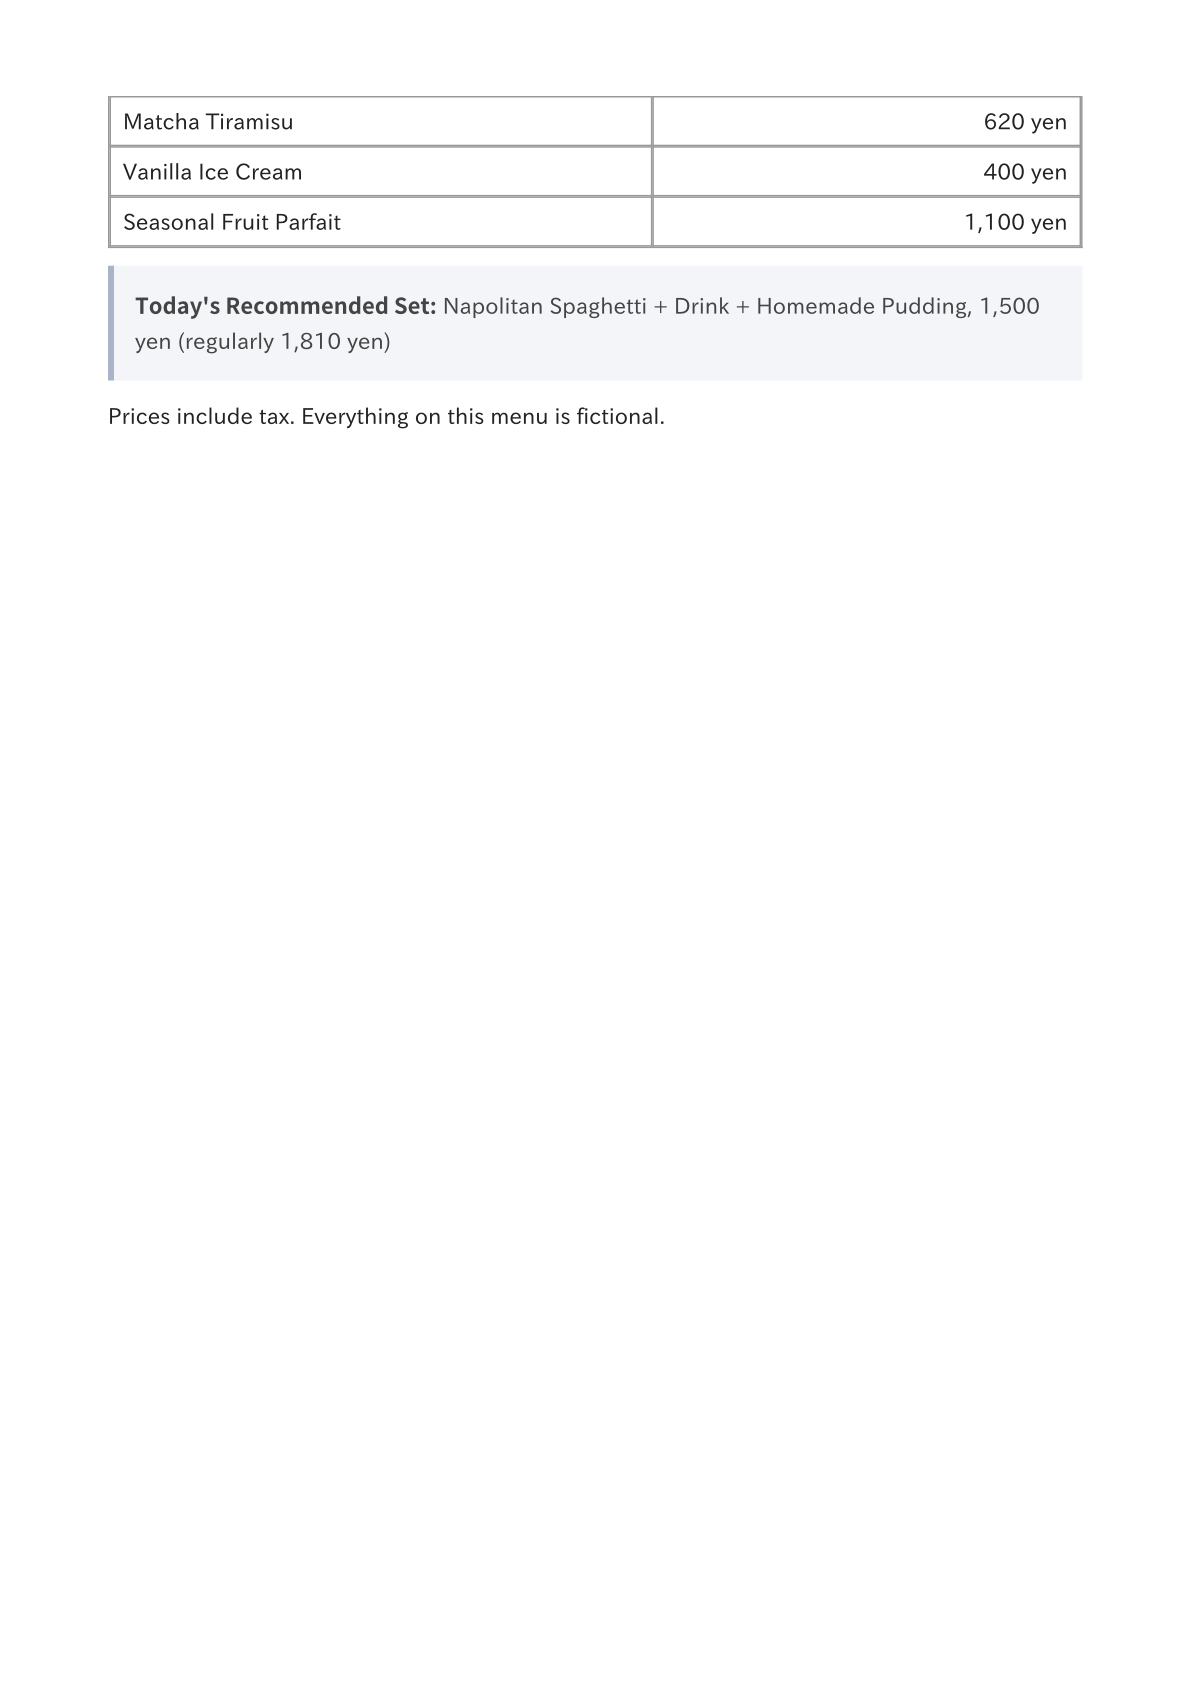 Matcha Tiramisu 620 yen
Vanilla Ice Cream 400 yen
Seasonal Fruit Parfait 1,100 yen
Today's Recommended Set: Napolitan Spaghetti + Drink + Homemade Pudding, 1,500
yen (regularly 1,810 yen)
Prices include tax. Everything on this menu is fictional.